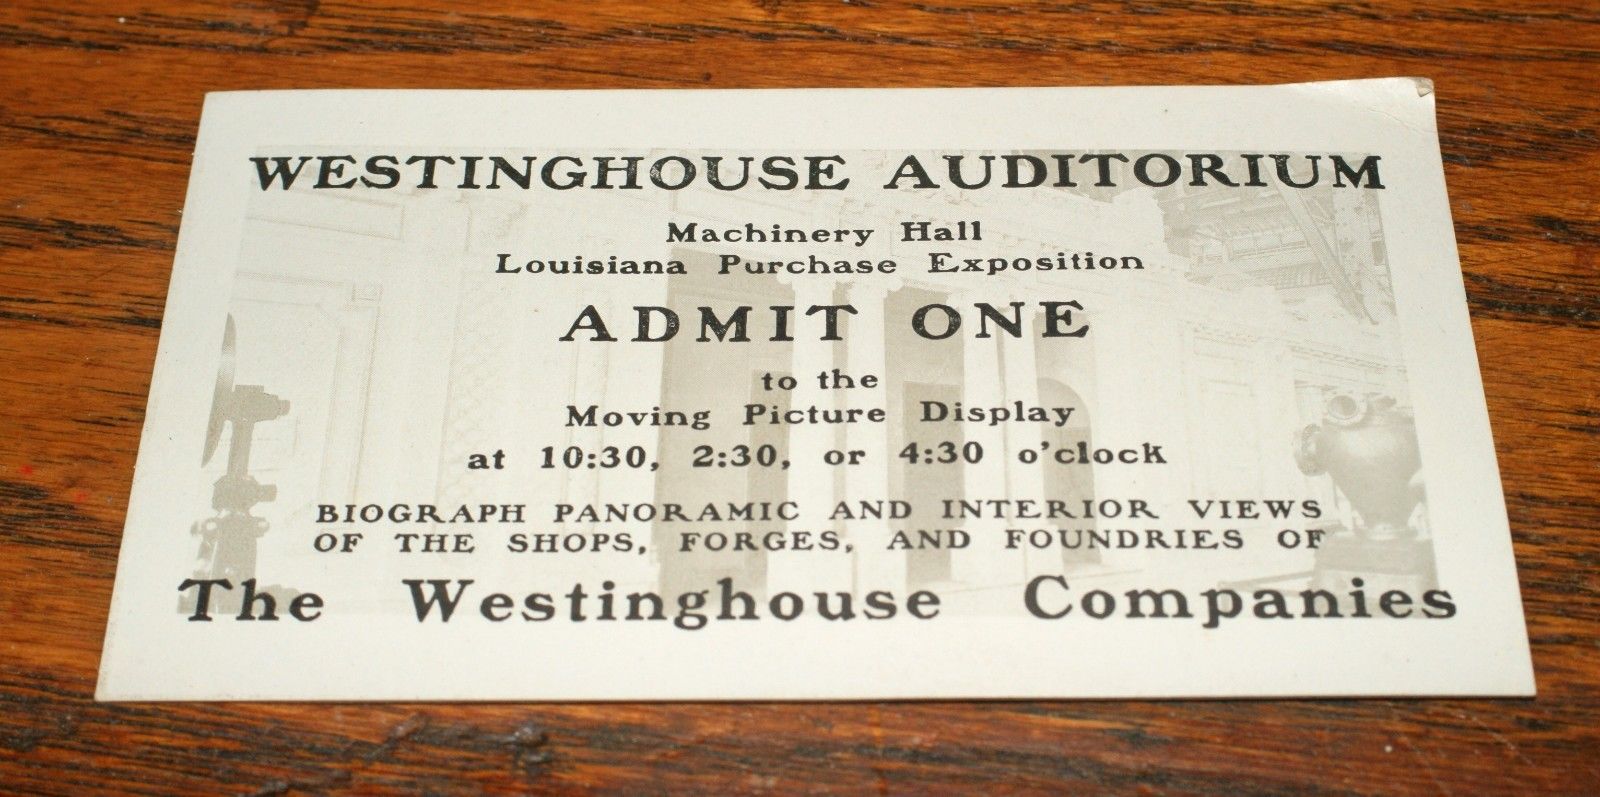 WESTINGHOUSE AUDITORIUM
Machinery Hall
Louisiana Purchase Exposition
ADMIT ONE
to the
Moving Picture Display
at 10:30, 2:30, or 4:30 o'clock
BIOGRAPH PANORAMIC AND INTERIOR VIEWS
OF THE SHOPS, FORGES, AND FOUNDRIES OF
The Westinghouse Companies